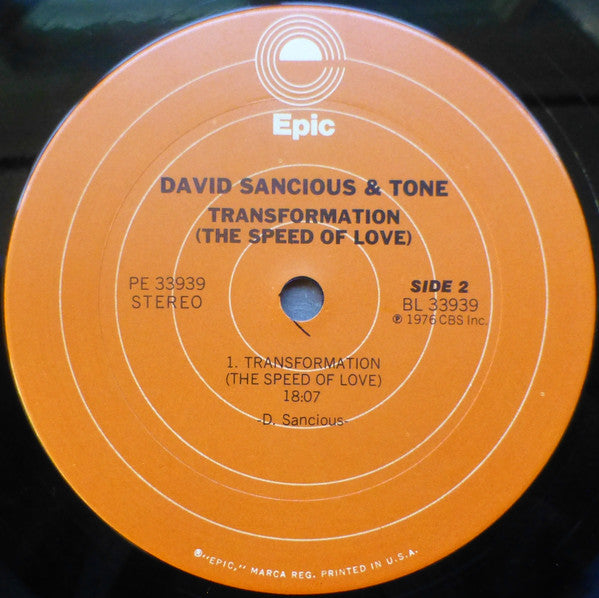 Epic
DAVID SANCIOUS & TONE
TRANSFORMATION
(THE SPEED OF LOVE)
PE 33939
STEREO
SIDE 2
BL 33939
℗ 1976 CBS Inc.
1. TRANSFORMATION
(THE SPEED OF LOVE)
18:07
-D. Sancious-
®"EPIC," MARCA REG. PRINTED IN U.S.A.